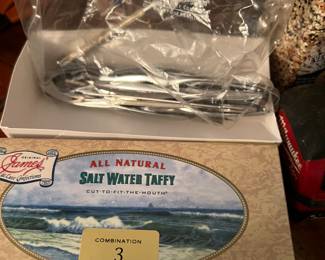 ORIGINAL
James'
ALL NATURAL
SALT WATER TAFFY
CUT-TO-FIT-THE-MOUTH
COMBINATION
3